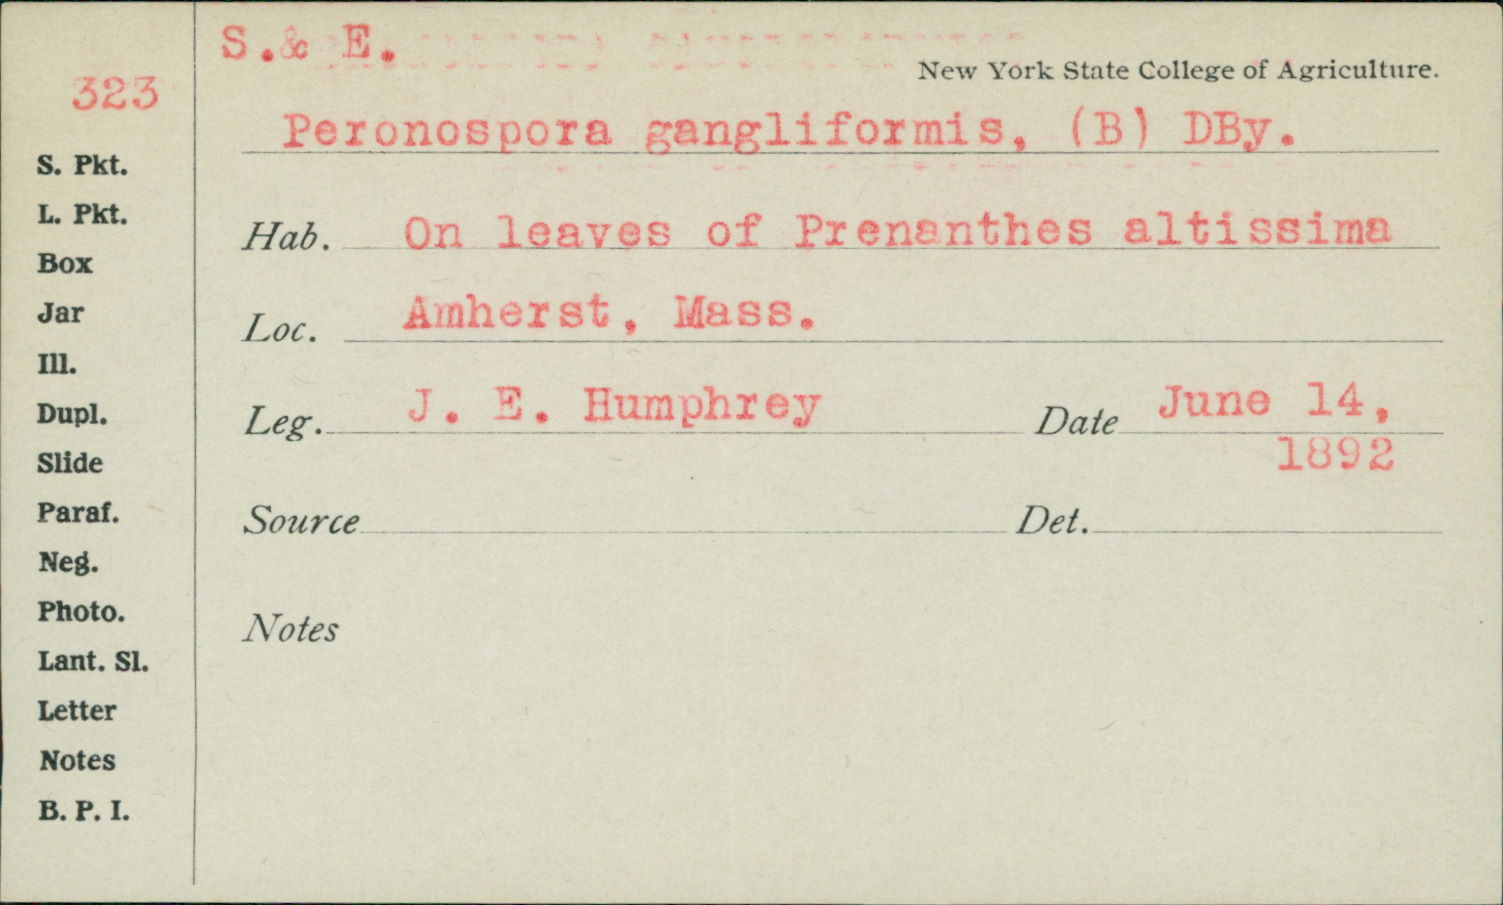 S.& E.
New York State College of Agriculture.
323
Peronospora gangliformis, (B) DBy.
Hab. On leaves of Prenanthes altissima
Loc. Amherst, Mass.
Leg. J. E. Humphrey Date June 14,
1892
Source Det.
Notes
S. Pkt.
L. Pkt.
Box
Jar
Ill.
Dupl.
Slide
Paraf.
Neg.
Photo.
Lant. Sl.
Letter
Notes
B. P. I.